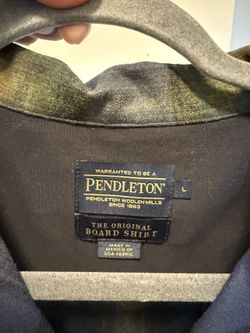 WARRANTED TO BE A
PENDLETON®
PENDLETON WOOLEN MILLS
SINCE 1863
L
THE ORIGINAL
BOARD SHIRT
MADE IN
MEXICO OF
USA FABRIC